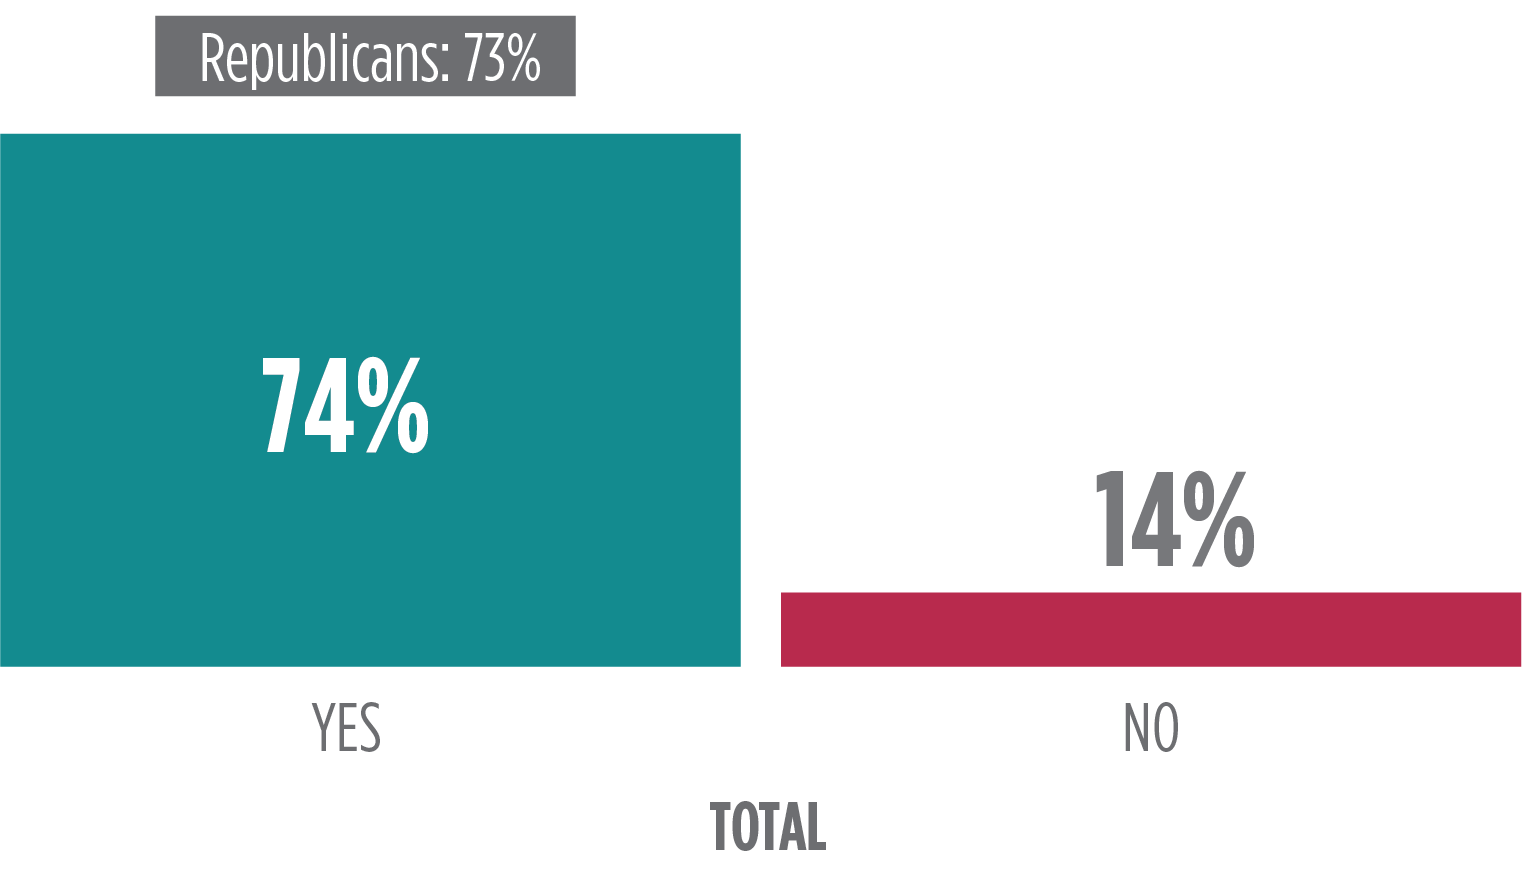 Republicans: 73%
74%
14%
YES
NO
TOTAL